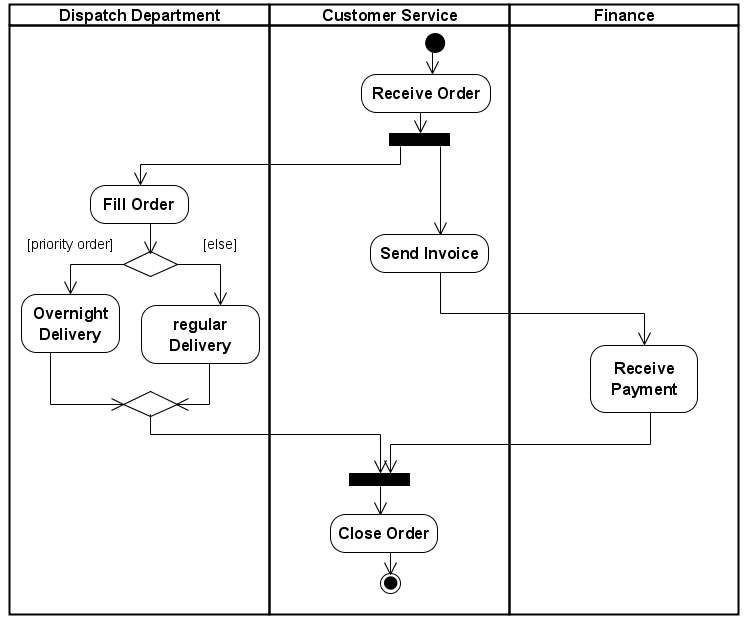 Dispatch Department
Customer Service
Finance
Receive Order
Fill Order
[priority order]
[else]
Send Invoice
Overnight
Delivery
regular
Delivery
Receive
Payment
Close Order